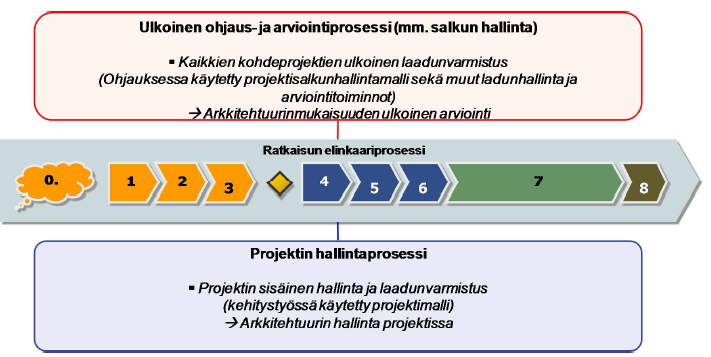 Ulkoinen ohjaus- ja arviointiprosessi (mm. salkun hallinta)
▪ Kaikkien kohdeprojektien ulkoinen laadunvarmistus
(Ohjauksessa käytetty projektisalkunhallintamalli sekä muut ladunhallinta ja
arviointitoiminnot)
→ Arkkitehtuurinmukaisuuden ulkoinen arviointi
Ratkaisun elinkaariprosessi
0. 1 2 3 4 5 6 7 8
Projektin hallintaprosessi
▪ Projektin sisäinen hallinta ja laadunvarmistus
(kehitystyössä käytetty projektimalli)
→ Arkkitehtuurin hallinta projektissa